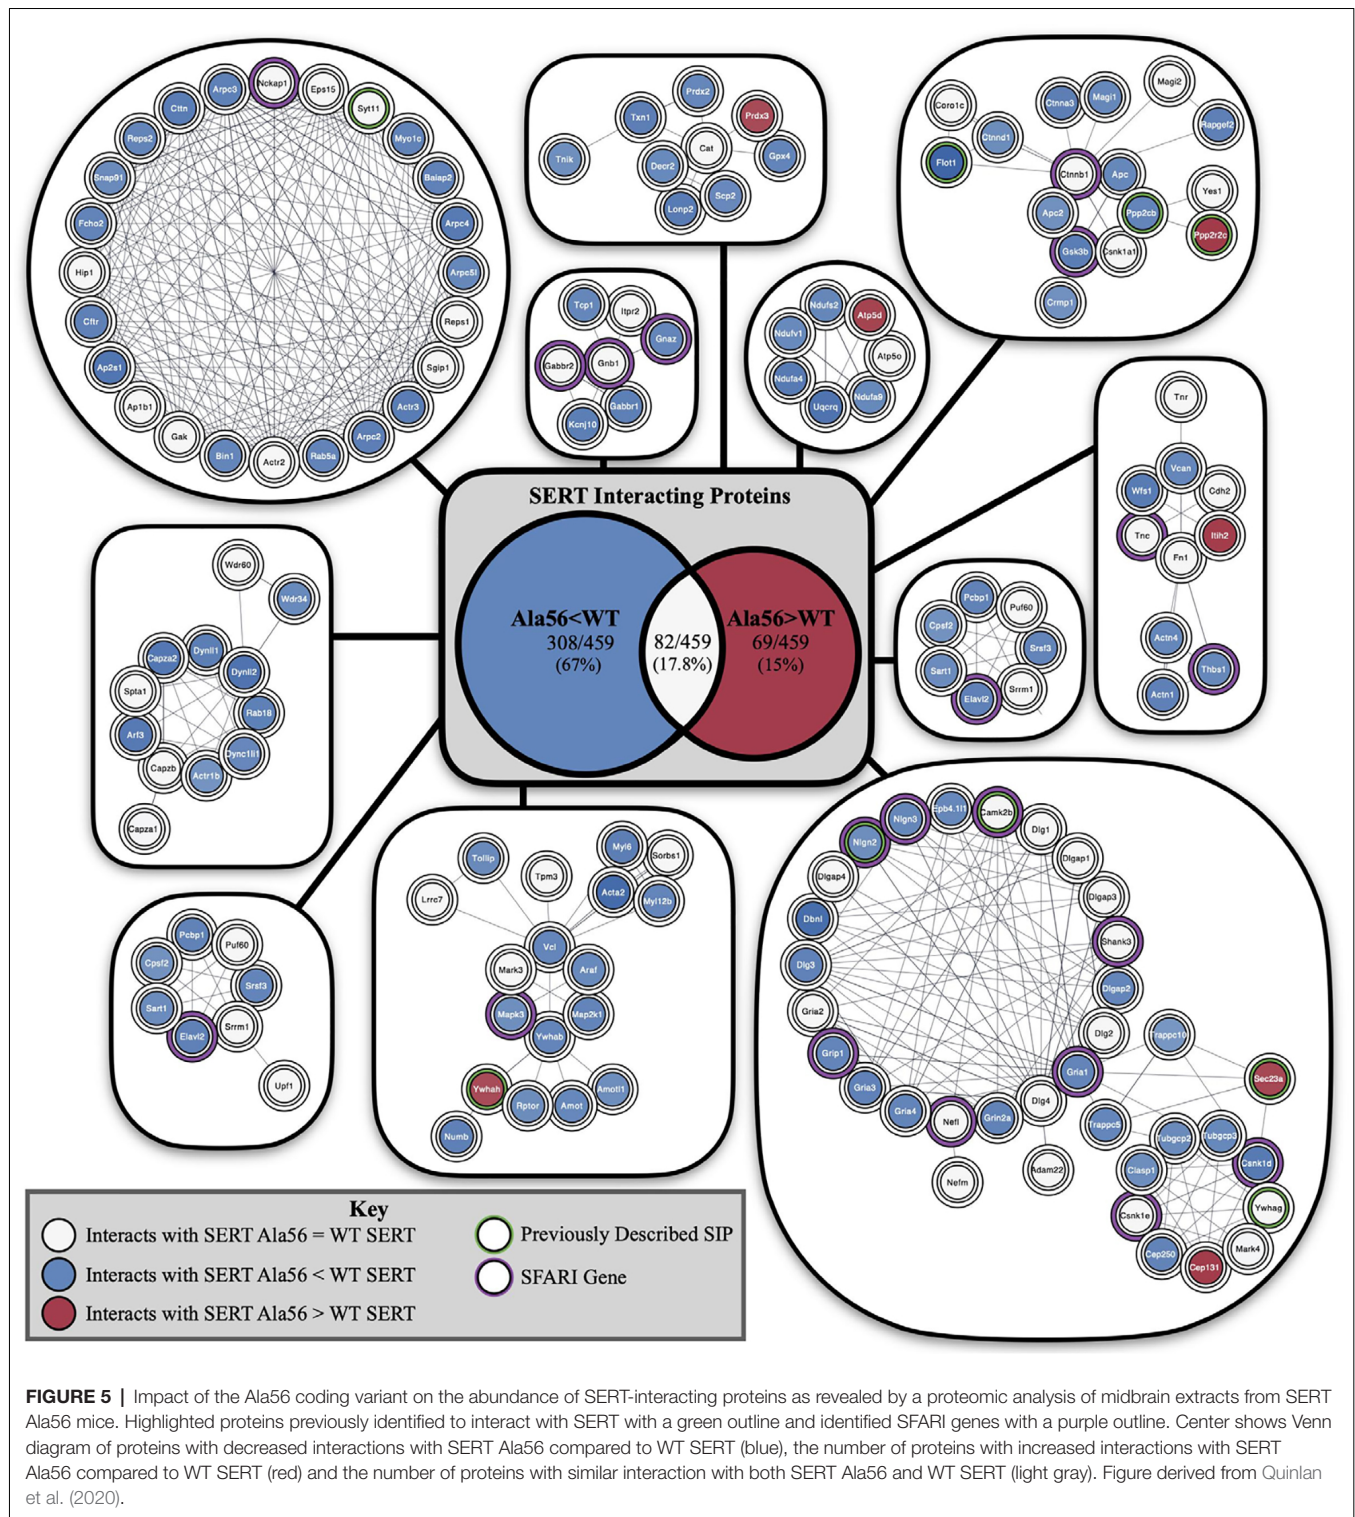 Nckap1
Eps15
Syt11
Myo1c
Baiap2
Arpc4
Arpc5l
Reps1
Sgip1
Actr3
Arpc2
Rab5a
Actr2
Bin1
Gak
Ap1b1
Ap2s1
Cftr
Hip1
Fcho2
Snap91
Reps2
Cttn
Arpc3
Prdx2
Prdx3
Txn1
Cat
Gpx4
Tnik
Decr2
Scp2
Lonp2
Coro1c
Ctnna3
Magi1
Magi2
Rapgef2
Ctnnd1
Flot1
Ctnnb1
Apc
Yes1
Apc2
Ppp2cb
Ppp2r2c
Gsk3b
Csnk1a1
Crmp1
Tcp1
Itpr2
Gnaz
Gabbr2
Gnb1
Gabbr1
Kcnj10
Ndufs2
Atp5d
Ndufv1
Atp5o
Ndufa4
Ndufa9
Uqcrq
Tnr
Vcan
Wfs1
Cdh2
Tnc
Itih2
Fn1
Actn4
Thbs1
Actn1
SERT Interacting Proteins
Ala56<WT
308/459
(67%)
82/459
(17.8%)
Ala56>WT
69/459
(15%)
Wdr60
Wdr34
Capza2
Dynll1
Dynll2
Spta1
Rab18
Arf3
Dync1li1
Capzb
Actr1b
Capza1
Pcbp1
Puf60
Cpsf2
Srsf3
Sart1
Srrm1
Elavl2
Pcbp1
Puf60
Cpsf2
Srsf3
Sart1
Srrm1
Elavl2
Upf1
Tollip
Tpm3
Myl6
Sorbs1
Lrrc7
Acta2
Myl12b
Vcl
Mark3
Araf
Mapk3
Map2k1
Ywhab
Ywhah
Rptor
Amot
Amotl1
Numb
Nlgn2
Nlgn3
Epb4.1l1
Camk2b
Dlg1
Dlgap1
Dlgap3
Shank3
Dlgap2
Dlg2
Gria1
Dlg4
Grin2a
Nefl
Gria4
Gria3
Grip1
Gria2
Dlg3
Dbnl
Dlgap4
Nefm
Adam22
Trappc10
Sec23a
Trappc5
Tubgcp2
Tubgcp3
Clasp1
Csnk1d
Csnk1e
Ywhag
Cep250
Mark4
Cep131
Key
Interacts with SERT Ala56 = WT SERT
Interacts with SERT Ala56 < WT SERT
Interacts with SERT Ala56 > WT SERT
Previously Described SIP
SFARI Gene
FIGURE 5 | Impact of the Ala56 coding variant on the abundance of SERT-interacting proteins as revealed by a proteomic analysis of midbrain extracts from SERT
Ala56 mice. Highlighted proteins previously identified to interact with SERT with a green outline and identified SFARI genes with a purple outline. Center shows Venn
diagram of proteins with decreased interactions with SERT Ala56 compared to WT SERT (blue), the number of proteins with increased interactions with SERT
Ala56 compared to WT SERT (red) and the number of proteins with similar interaction with both SERT Ala56 and WT SERT (light gray). Figure derived from Quinlan
et al. (2020).